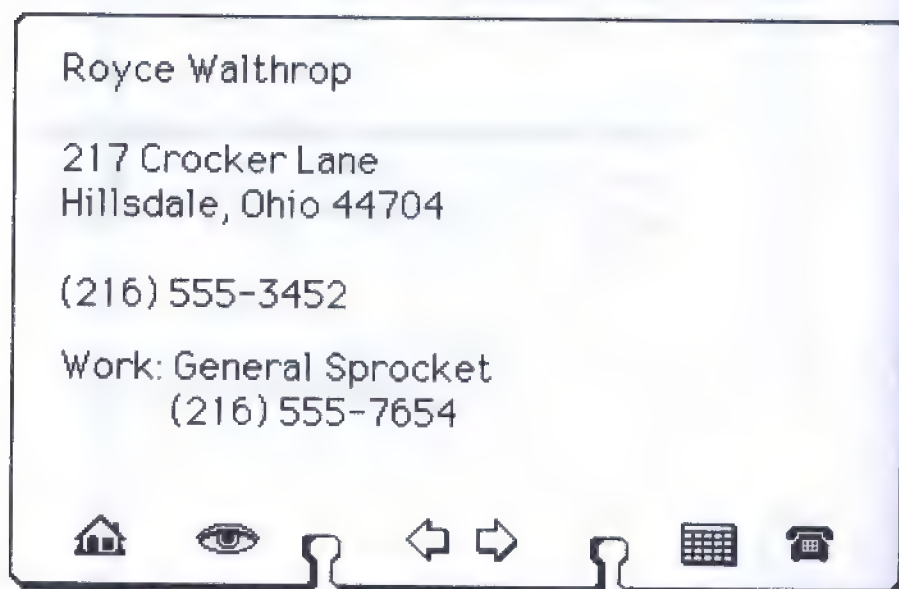 Royce Walthrop
217 Crocker Lane
Hillsdale, Ohio 44704
(216) 555-3452
Work: General Sprocket
(216) 555-7654